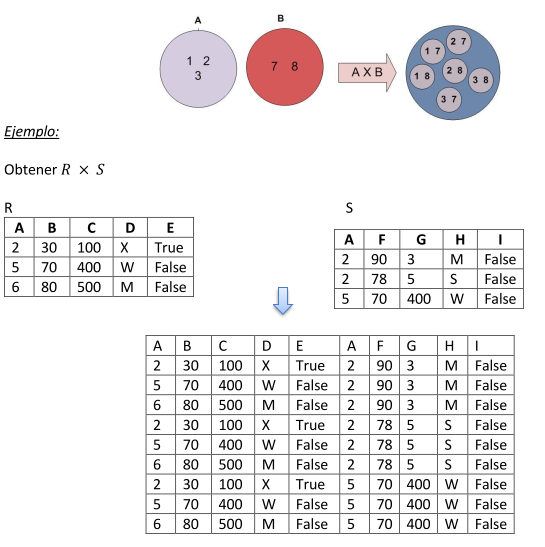 A B
1 2
3
7 8
A X B
2 7
1 7
1 8
2 8
3 8
3 7
Ejemplo:
Obtener R × S
R
A B C D E
2 30 100 X True
5 70 400 W False
6 80 500 M False
S
A F G H I
2 90 3 M False
2 78 5 S False
5 70 400 W False
A B C D E A F G H I
2 30 100 X True 2 90 3 M False
5 70 400 W False 2 90 3 M False
6 80 500 M False 2 90 3 M False
2 30 100 X True 2 78 5 S False
5 70 400 W False 2 78 5 S False
6 80 500 M False 2 78 5 S False
2 30 100 X True 5 70 400 W False
5 70 400 W False 5 70 400 W False
6 80 500 M False 5 70 400 W False